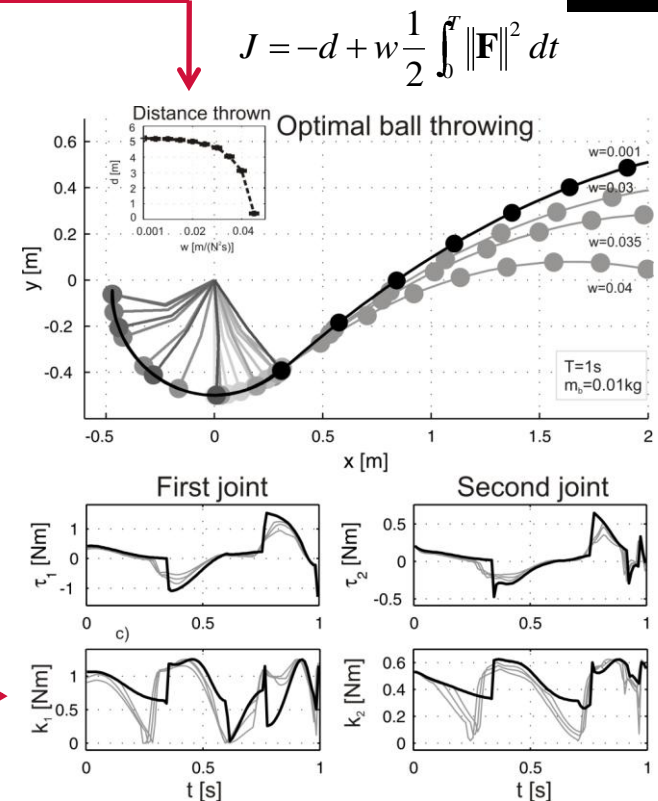 J = -d + w \frac{1}{2} \int_0^T \|\mathbf{F}\|^2 dt
Distance thrown
Optimal ball throwing
6
5
4
3
2
1
0
d [m]
0.001
0.02
0.04
w [m/(N²s)]
w=0.001
w=0.03
w=0.035
w=0.04
0.6
0.4
0.2
0
-0.2
-0.4
y [m]
T=1s
m_b=0.01kg
-0.5
0
0.5
1
1.5
2
x [m]
First joint
Second joint
τ₁ [Nm]
1
0
-1
0
0.5
1
τ₂ [Nm]
0.5
0
-0.5
0
0.5
1
c)
k₁ [Nm]
1
0.5
0
0
0.5
1
t [s]
k₂ [Nm]
0.6
0.4
0.2
0
0
0.5
1
t [s]